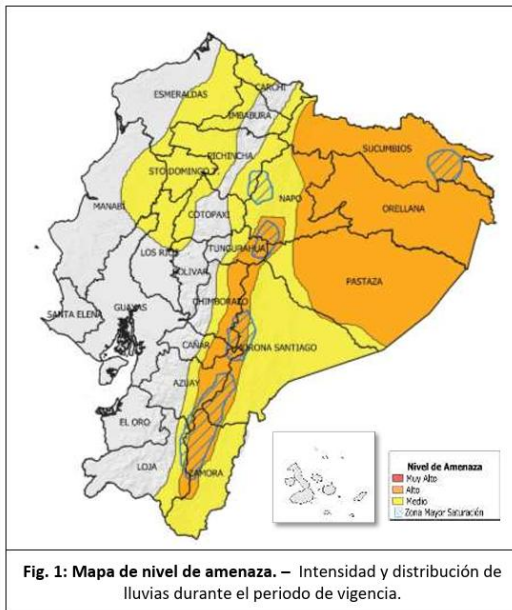 ESMERALDAS
CARCHI
IMBABURA
SUCUMBIOS
PICHINCHA
STO DOMINGO T.
NAPO
ORELLANA
MANABÍ
COTOPAXI
TUNGURAHUA
LOS RIOS
BOLIVAR
PASTAZA
SANTA ELENA
GUAYAS
CHIMBORAZO
CAÑAR
MORONA SANTIAGO
AZUAY
EL ORO
LOJA
ZAMORA
Nivel de Amenaza
Muy Alto
Alto
Medio
Zona Mayor Saturación
Fig. 1: Mapa de nivel de amenaza. – Intensidad y distribución de
lluvias durante el periodo de vigencia.